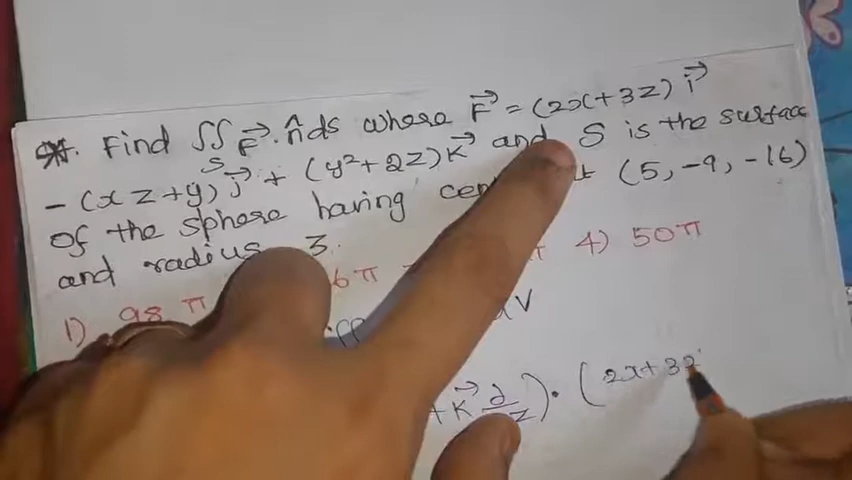 Find ∬S F⃗.n̂ds where F⃗ = (2x+3z) i⃗
- (xz+y) j⃗ + (y²+2z) K⃗ and S is the surface
of the sphere having (5, -9, -16)
and radius 3.
1) 98 π 6π 4) 50π
+ K⃗ ∂/∂z) . (2x+3z